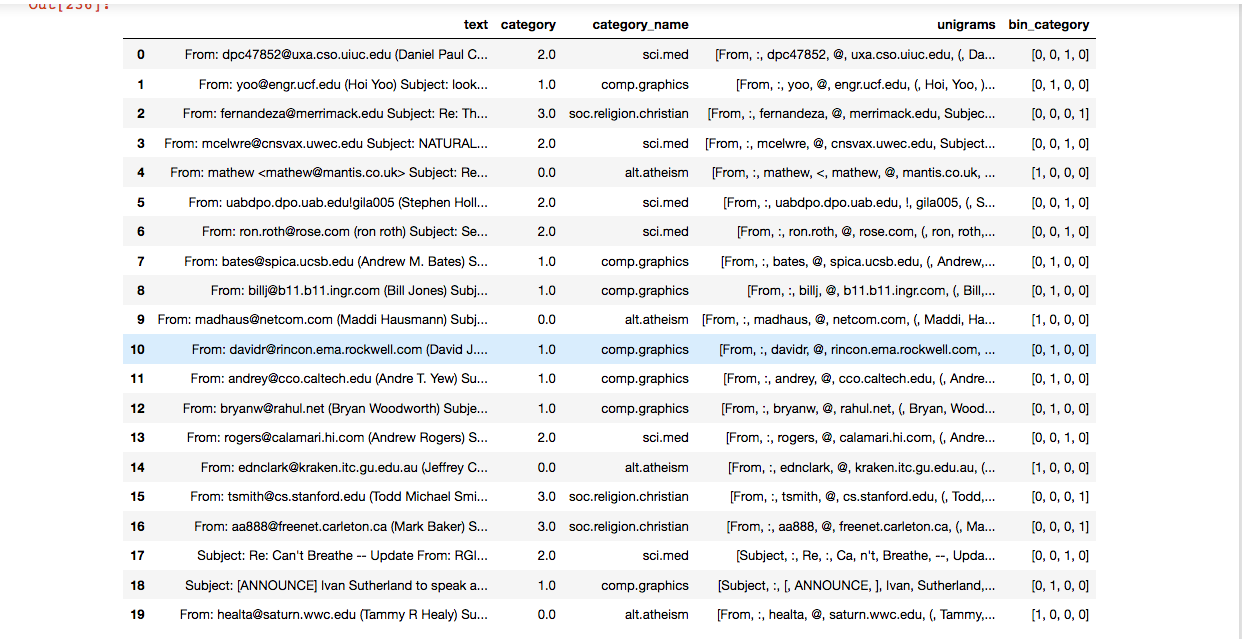 Out[256]:
text category category_name unigrams bin_category
0 From: dpc47852@uxa.cso.uiuc.edu (Daniel Paul C... 2.0 sci.med [From, :, dpc47852, @, uxa.cso.uiuc.edu, (, Da... [0, 0, 1, 0]
1 From: yoo@engr.ucf.edu (Hoi Yoo) Subject: look... 1.0 comp.graphics [From, :, yoo, @, engr.ucf.edu, (, Hoi, Yoo, )... [0, 1, 0, 0]
2 From: fernandeza@merrimack.edu Subject: Re: Th... 3.0 soc.religion.christian [From, :, fernandeza, @, merrimack.edu, Subjec... [0, 0, 0, 1]
3 From: mcelwre@cnsvax.uwec.edu Subject: NATURAL... 2.0 sci.med [From, :, mcelwre, @, cnsvax.uwec.edu, Subject... [0, 0, 1, 0]
4 From: mathew <mathew@mantis.co.uk> Subject: Re... 0.0 alt.atheism [From, :, mathew, <, mathew, @, mantis.co.uk, ... [1, 0, 0, 0]
5 From: uabdpo.dpo.uab.edu!gila005 (Stephen Holl... 2.0 sci.med [From, :, uabdpo.dpo.uab.edu, !, gila005, (, S... [0, 0, 1, 0]
6 From: ron.roth@rose.com (ron roth) Subject: Se... 2.0 sci.med [From, :, ron.roth, @, rose.com, (, ron, roth,... [0, 0, 1, 0]
7 From: bates@spica.ucsb.edu (Andrew M. Bates) S... 1.0 comp.graphics [From, :, bates, @, spica.ucsb.edu, (, Andrew,... [0, 1, 0, 0]
8 From: billj@b11.b11.ingr.com (Bill Jones) Subj... 1.0 comp.graphics [From, :, billj, @, b11.b11.ingr.com, (, Bill,... [0, 1, 0, 0]
9 From: madhaus@netcom.com (Maddi Hausmann) Subj... 0.0 alt.atheism [From, :, madhaus, @, netcom.com, (, Maddi, Ha... [1, 0, 0, 0]
10 From: davidr@rincon.ema.rockwell.com (David J.... 1.0 comp.graphics [From, :, davidr, @, rincon.ema.rockwell.com, ... [0, 1, 0, 0]
11 From: andrey@cco.caltech.edu (Andre T. Yew) Su... 1.0 comp.graphics [From, :, andrey, @, cco.caltech.edu, (, Andre... [0, 1, 0, 0]
12 From: bryanw@rahul.net (Bryan Woodworth) Subje... 1.0 comp.graphics [From, :, bryanw, @, rahul.net, (, Bryan, Wood... [0, 1, 0, 0]
13 From: rogers@calamari.hi.com (Andrew Rogers) S... 2.0 sci.med [From, :, rogers, @, calamari.hi.com, (, Andre... [0, 0, 1, 0]
14 From: ednclark@kraken.itc.gu.edu.au (Jeffrey C... 0.0 alt.atheism [From, :, ednclark, @, kraken.itc.gu.edu.au, (... [1, 0, 0, 0]
15 From: tsmith@cs.stanford.edu (Todd Michael Smi... 3.0 soc.religion.christian [From, :, tsmith, @, cs.stanford.edu, (, Todd,... [0, 0, 0, 1]
16 From: aa888@freenet.carleton.ca (Mark Baker) S... 3.0 soc.religion.christian [From, :, aa888, @, freenet.carleton.ca, (, Ma... [0, 0, 0, 1]
17 Subject: Re: Can't Breathe -- Update From: RGI... 2.0 sci.med [Subject, :, Re, :, Ca, n't, Breathe, --, Upda... [0, 0, 1, 0]
18 Subject: [ANNOUNCE] Ivan Sutherland to speak a... 1.0 comp.graphics [Subject, :, [, ANNOUNCE, ], Ivan, Sutherland,... [0, 1, 0, 0]
19 From: healta@saturn.wwc.edu (Tammy R Healy) Su... 0.0 alt.atheism [From, :, healta, @, saturn.wwc.edu, (, Tammy,... [1, 0, 0, 0]